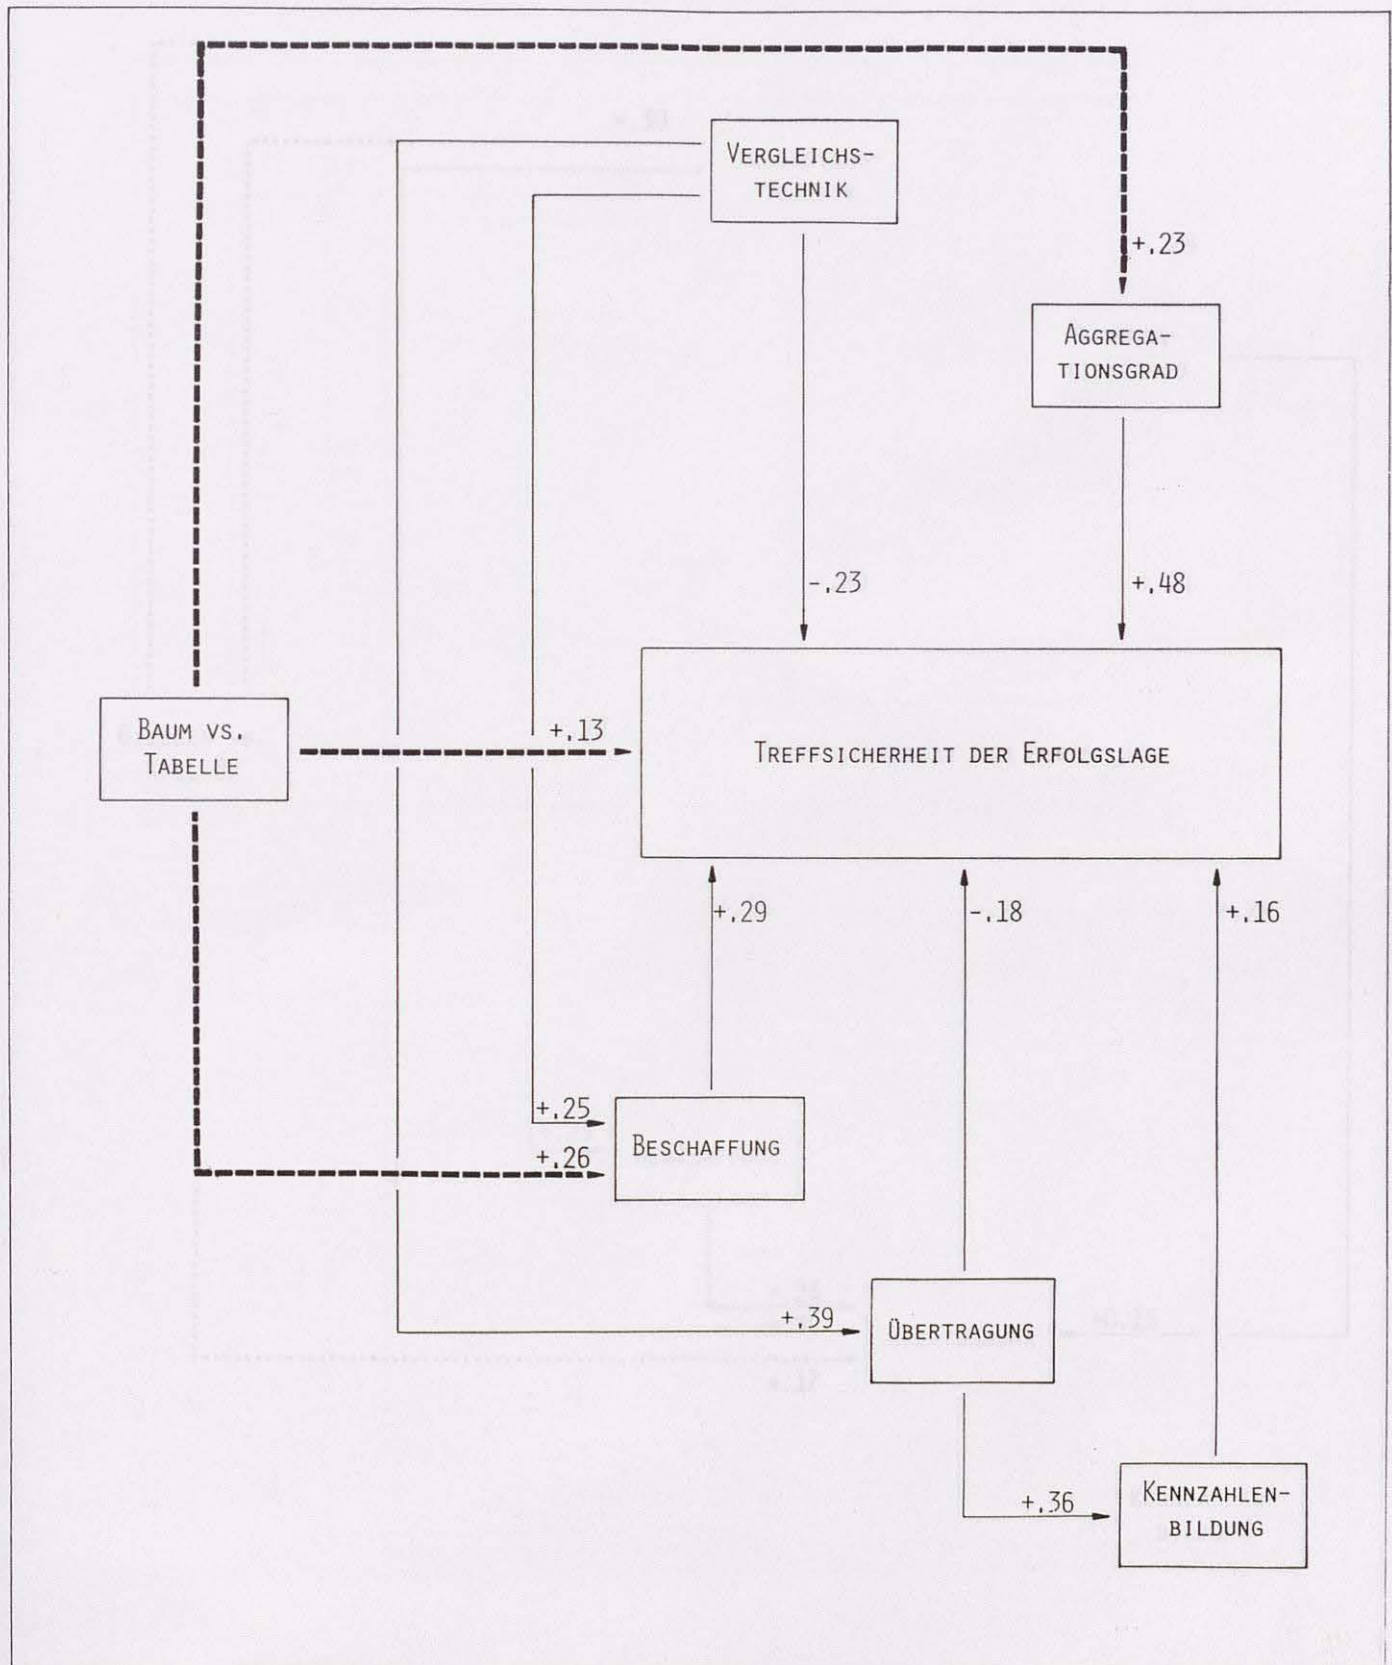 VERGLEICHS-
TECHNIK
+.23
AGGREGA-
TIONSGRAD
-.23
+.48
BAUM VS.
TABELLE
+.13
TREFFSICHERHEIT DER ERFOLGSLAGE
+.29
-.18
+.16
+.25
+.26
BESCHAFFUNG
+.39
ÜBERTRAGUNG
+.36
KENNZAHLEN-
BILDUNG